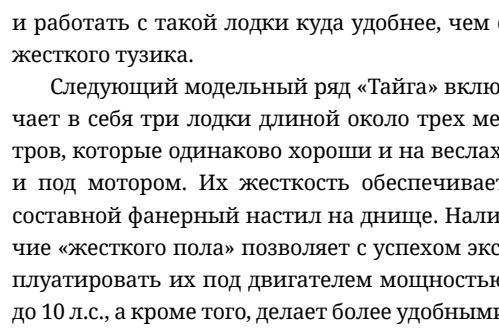 и работать с такой лодки куда удобнее, чем с
жесткого тузика.
Следующий модельный ряд «Тайга» вклю
чает в себя три лодки длиной около трех ме
тров, которые одинаково хороши и на веслах
и под мотором. Их жесткость обеспечивает
составной фанерный настил на днище. Нали
чие «жесткого пола» позволяет с успехом экс
плуатировать их под двигателем мощностью
до 10 л.с., а кроме того, делает более удобными